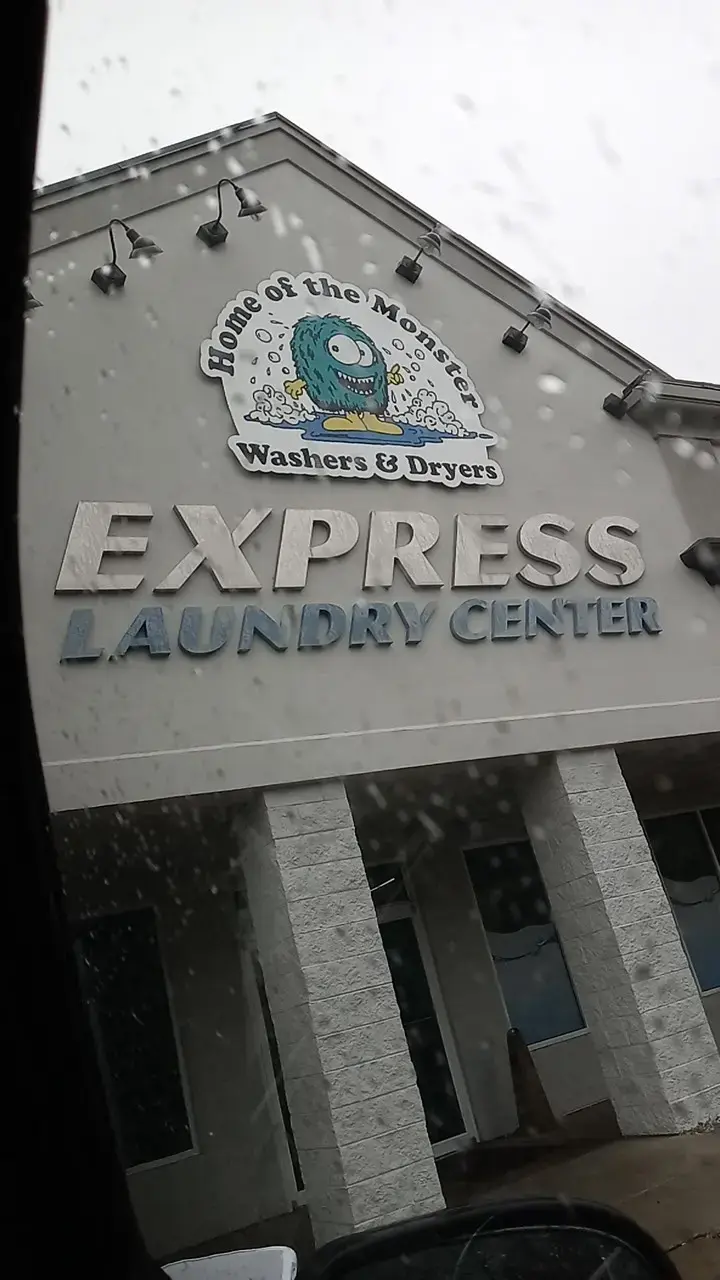 Home of the Monster
Washers & Dryers
EXPRESS
LAUNDRY CENTER